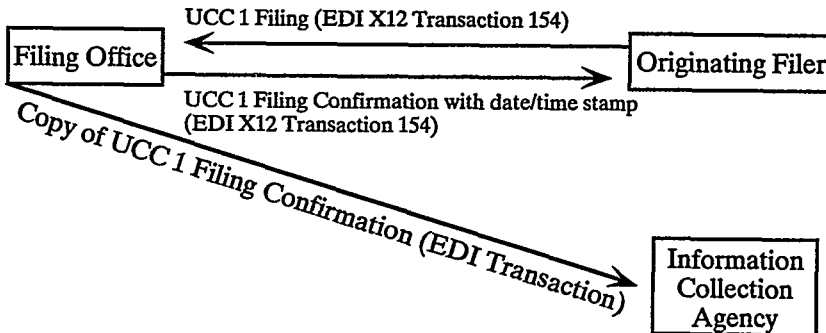 UCC 1 Filing (EDI X12 Transaction 154)
Filing Office
Originating Filer
UCC 1 Filing Confirmation with date/time stamp
(EDI X12 Transaction 154)
Copy of UCC 1 Filing Confirmation (EDI Transaction)
Information
Collection
Agency